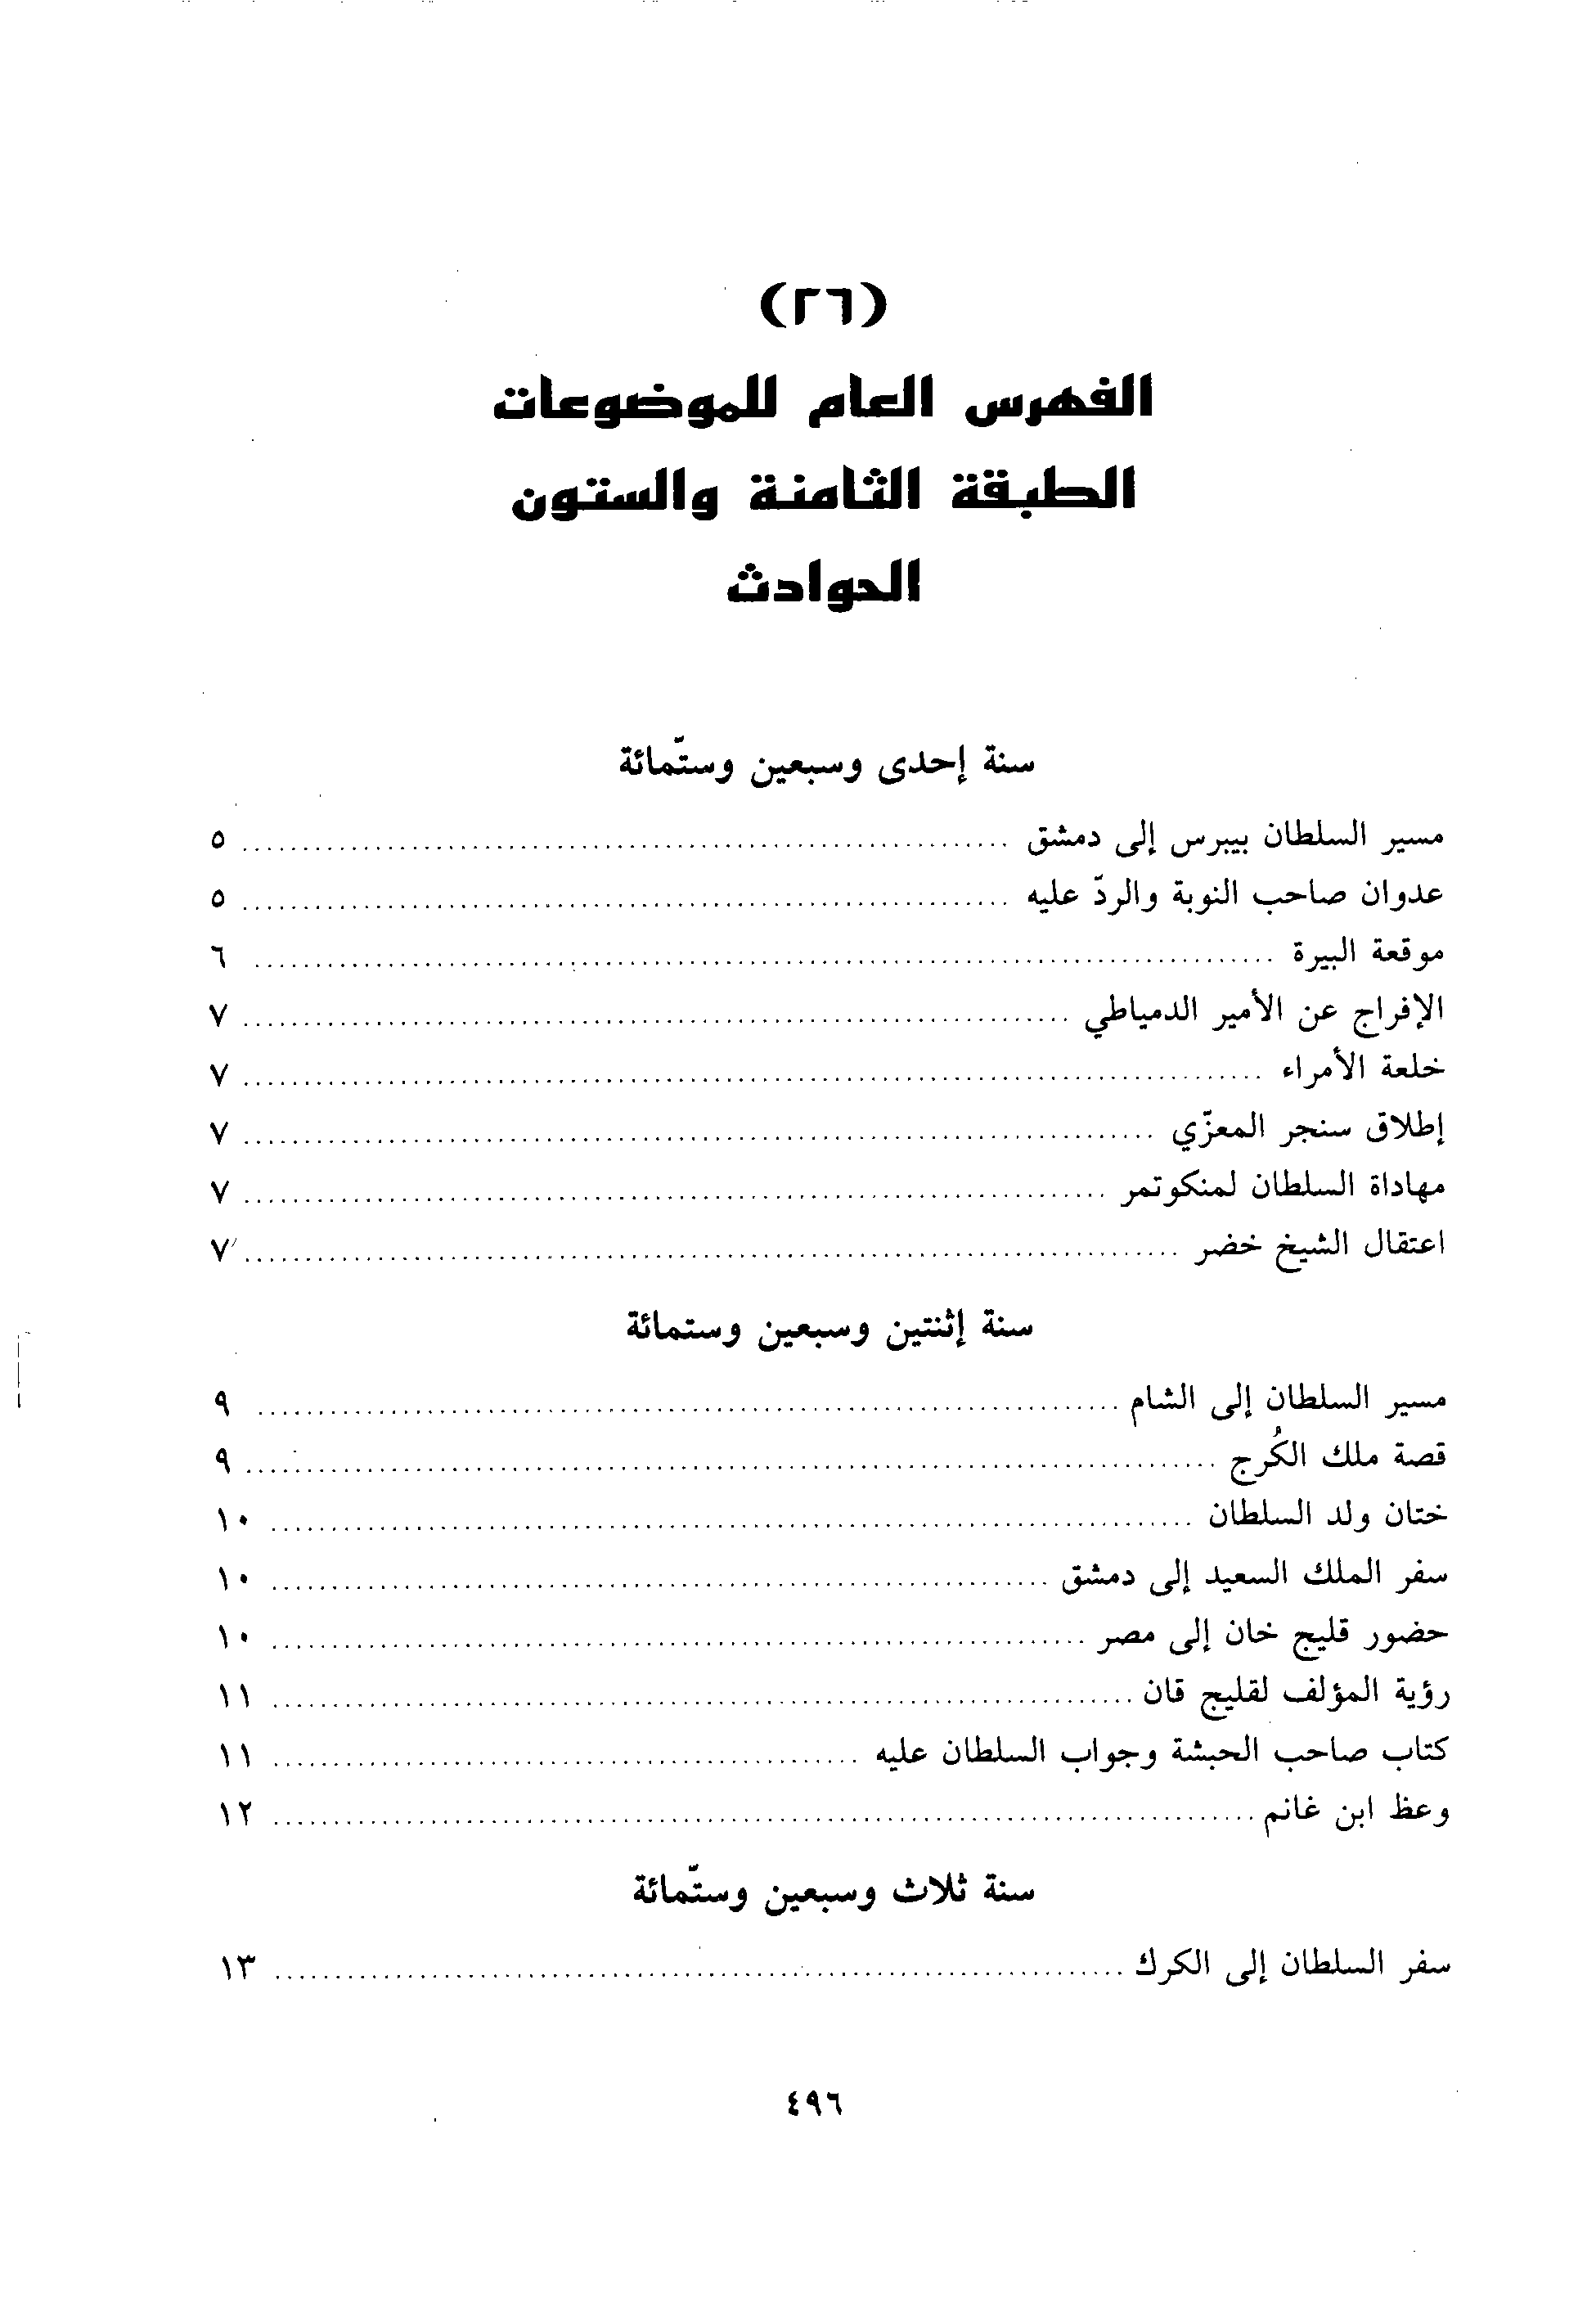 (٢٦)
الفهرس العام للموضوعات
الطبقة الثامنة والستون
الحوادث
سنة إحدى وسبعين وستّمائة
مسير السلطان بيبرس إلى دمشق ........ ٥
عدوان صاحب النوبة والردّ عليه ........ ٥
موقعة البيرة ........ ٦
الإفراج عن الأمير الدمياطي ........ ٧
خلعة الأمراء ........ ٧
إطلاق سنجر المعزّي ........ ٧
مهاداة السلطان لمنكوتمر ........ ٧
اعتقال الشيخ خضر ........ ٧
سنة إثنتين وسبعين وستمائة
مسير السلطان إلى الشام ........ ٩
قصة ملك الكُرج ........ ٩
ختان ولد السلطان ........ ١٠
سفر الملك السعيد إلى دمشق ........ ١٠
حضور قليج خان إلى مصر ........ ١٠
رؤية المؤلف لقليج قان ........ ١١
كتاب صاحب الحبشة وجواب السلطان عليه ........ ١١
وعظ ابن غانم ........ ١٢
سنة ثلاث وسبعين وستّمائة
سفر السلطان إلى الكرك ........ ١٣
٤٩٦